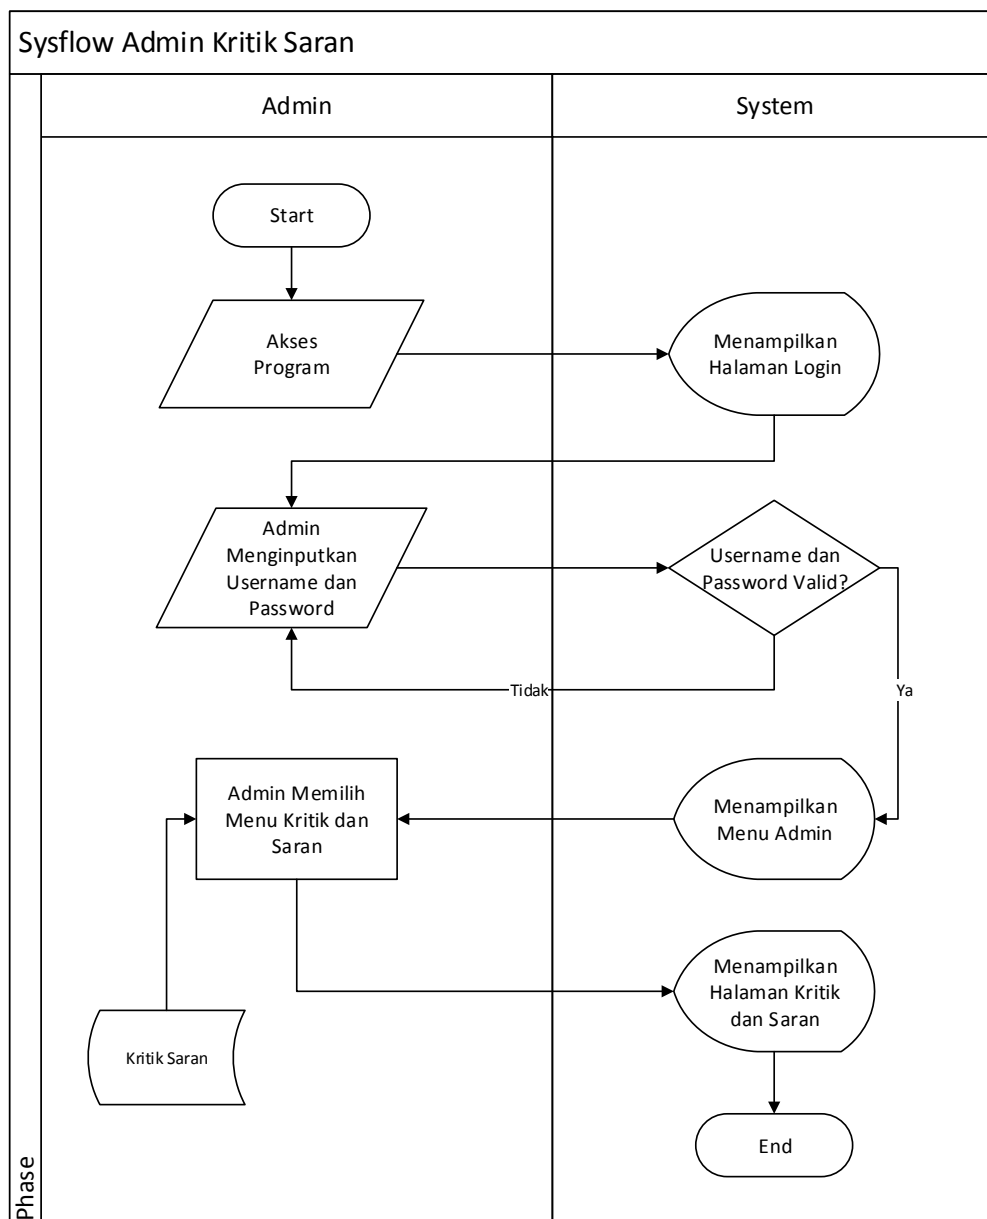 Sysflow Admin Kritik Saran
Admin
System
Start
Akses
Program
Menampilkan
Halaman Login
Admin
Menginputkan
Username dan
Password
Username dan
Password Valid?
Tidak
Ya
Admin Memilih
Menu Kritik dan
Saran
Menampilkan
Menu Admin
Menampilkan
Halaman Kritik
dan Saran
Kritik Saran
End
Phase